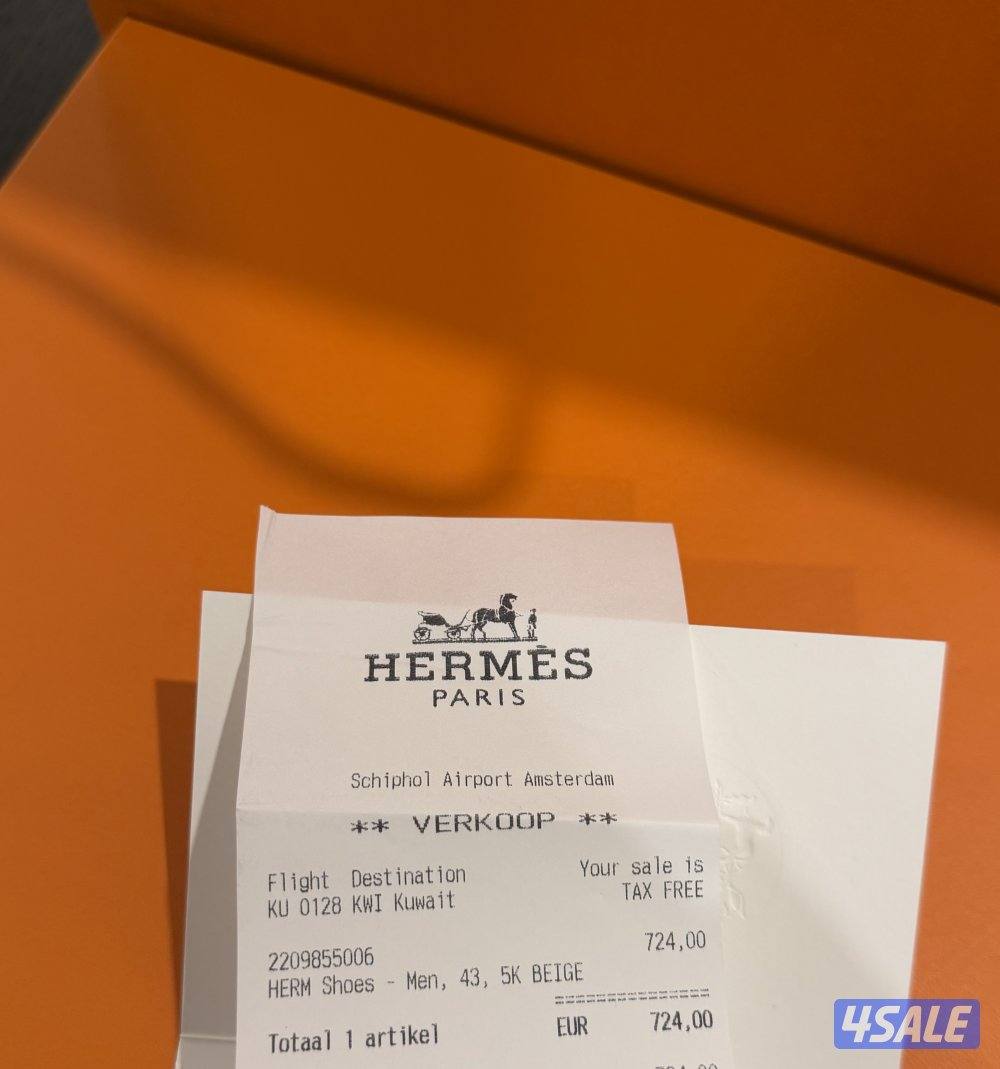 HERMÈS
PARIS
Schiphol Airport Amsterdam
** VERKOOP **
Flight Destination
Your sale is
KU 0128 KWI Kuwait
TAX FREE
2209855006
724,00
HERM Shoes - Men, 43, 5K BEIGE
Totaal 1 artikel EUR 724,00
4SALE